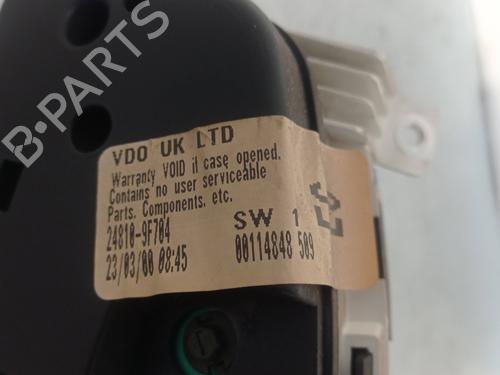 VDO UK LTD
Warranty VOID if case opened.
Contains no user serviceable
Parts. Components. etc.
24810-9F704 SW 1
23/03/00 08:45 00114848 509
B-PARTS